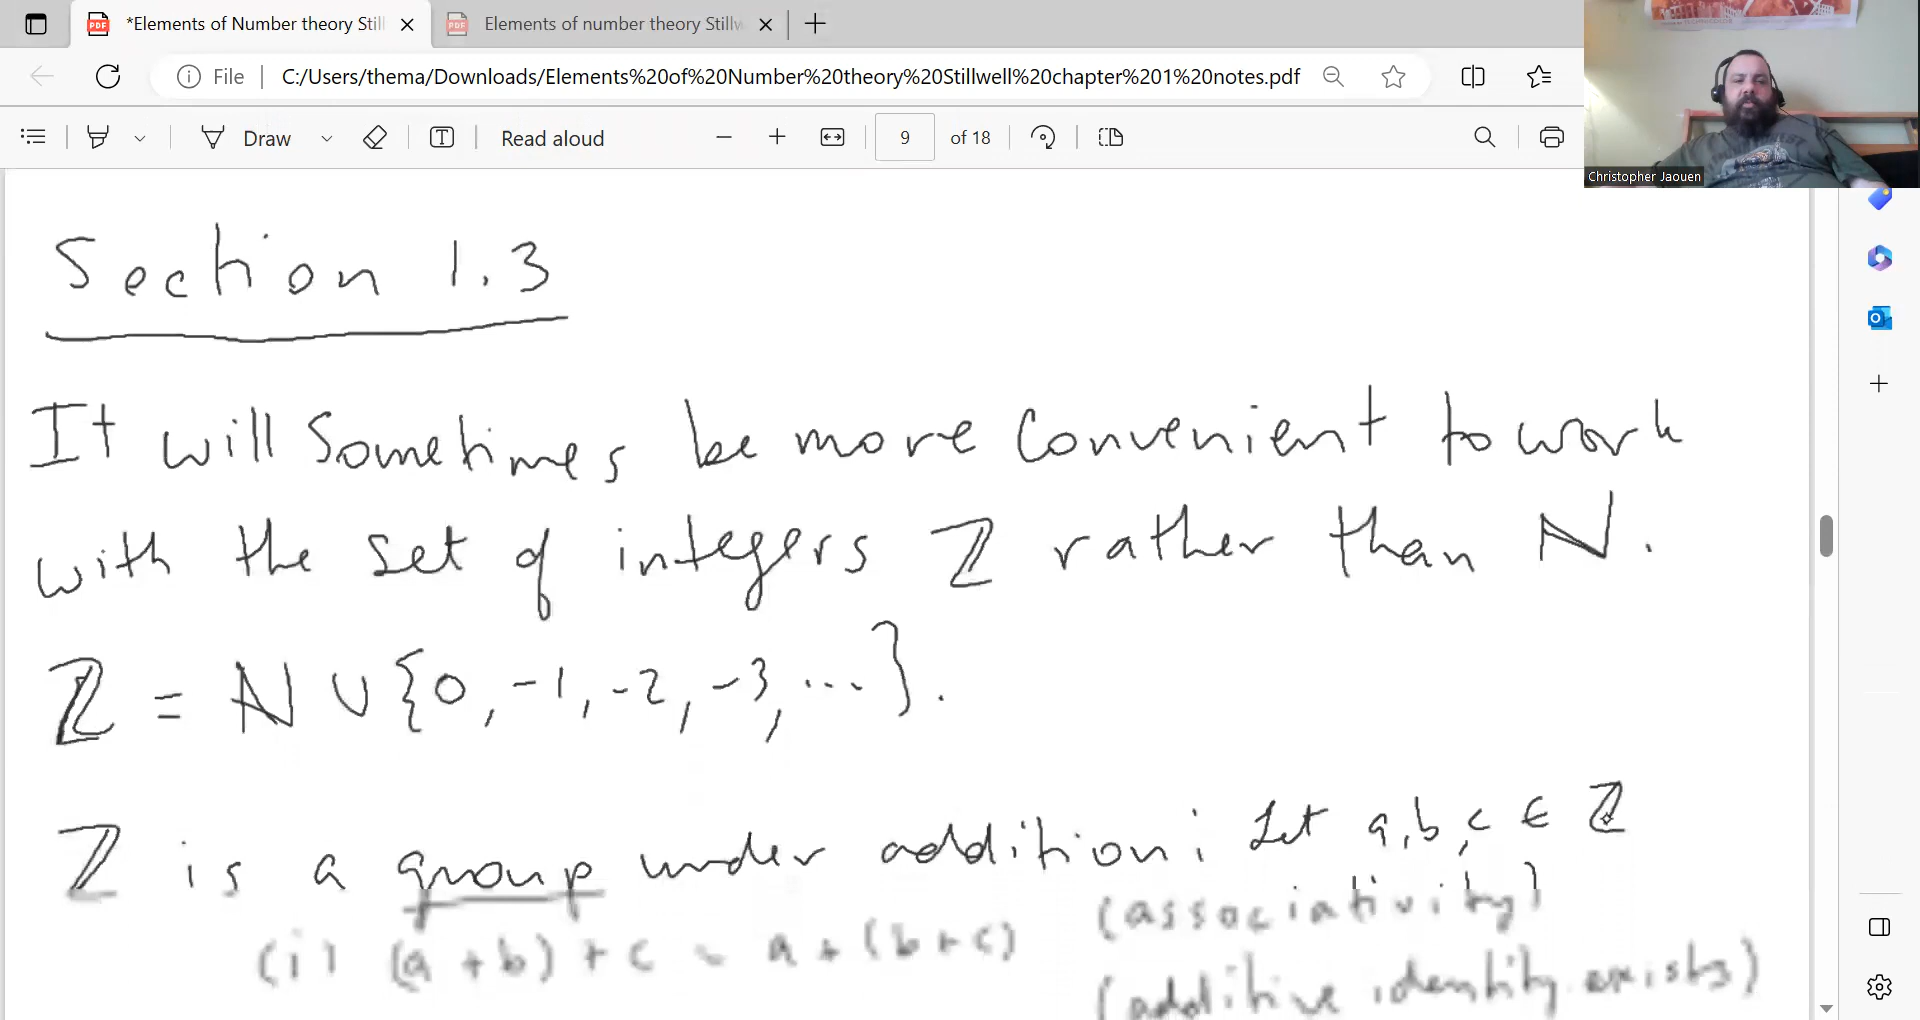 *Elements of Number theory Still
Elements of number theory Stillw
File
C:/Users/thema/Downloads/Elements%20of%20Number%20theory%20Stillwell%20chapter%201%20notes.pdf
Draw
Read aloud
9 of 18
Christopher Jaouen
Section 1.3
It will sometimes be more convenient to work
with the set of integers ℤ rather than ℕ.
ℤ = ℕ ∪ {0, -1, -2, -3, ...}.
ℤ is a group under addition: Let a, b, c ∈ ℤ
(i) (a + b) + c = a + (b + c) (associativity)
(additive identity exists)